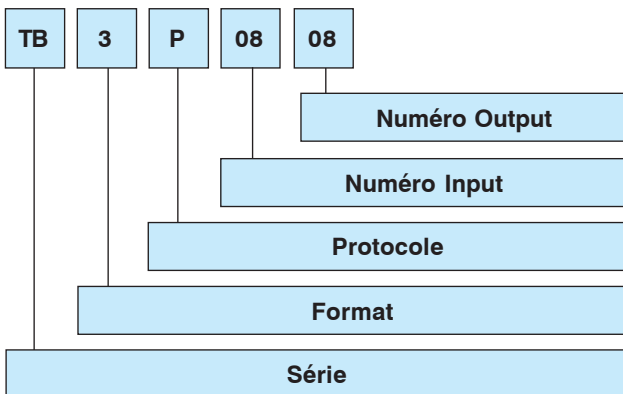 TB 3 P 08 08
Numéro Output
Numéro Input
Protocole
Format
Série